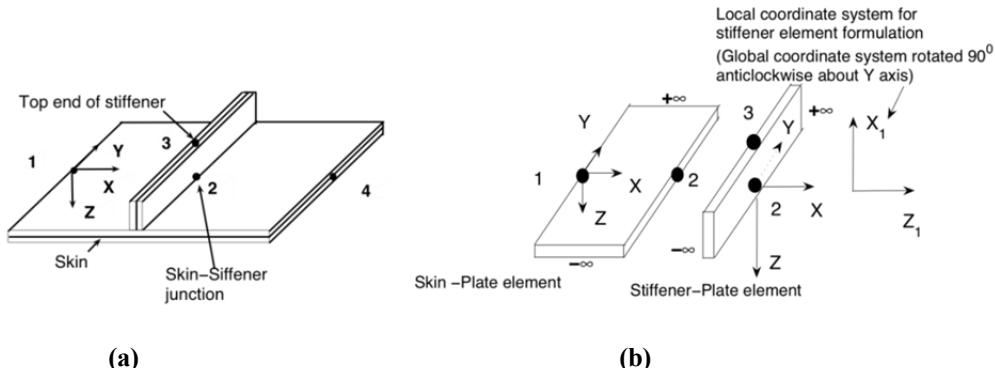 Top end of stiffener
1
3
Y
X
2
Z
4
Skin
Skin–Siffener
junction
(a)
Local coordinate system for
stiffener element formulation
(Global coordinate system rotated 90⁰
anticlockwise about Y axis)
+∞
Y
1
X
2
Z
−∞
Skin –Plate element
3
+∞
Y
2
X
−∞
Z
Stiffener–Plate element
X₁
Z₁
(b)